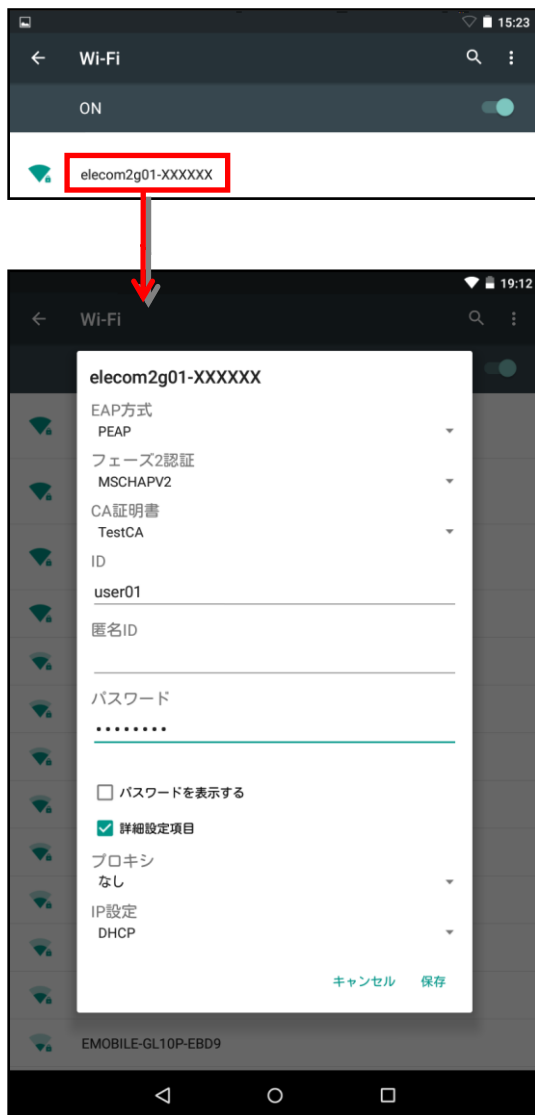 15:23
Wi-Fi
ON
elecom2g01-XXXXXX
19:12
Wi-Fi
elecom2g01-XXXXXX
EAP方式
PEAP
フェーズ2認証
MSCHAPV2
CA証明書
TestCA
ID
user01
匿名ID
パスワード
••••••••
パスワードを表示する
詳細設定項目
プロキシ
なし
IP設定
DHCP
キャンセル 保存
EMOBILE-GL10P-EBD9